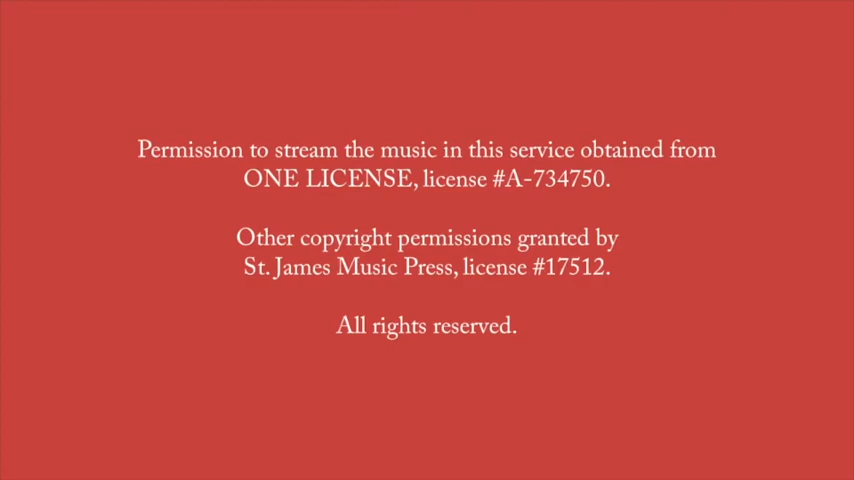 Permission to stream the music in this service obtained from
ONE LICENSE, license #A-734750.
Other copyright permissions granted by
St. James Music Press, license #17512.
All rights reserved.